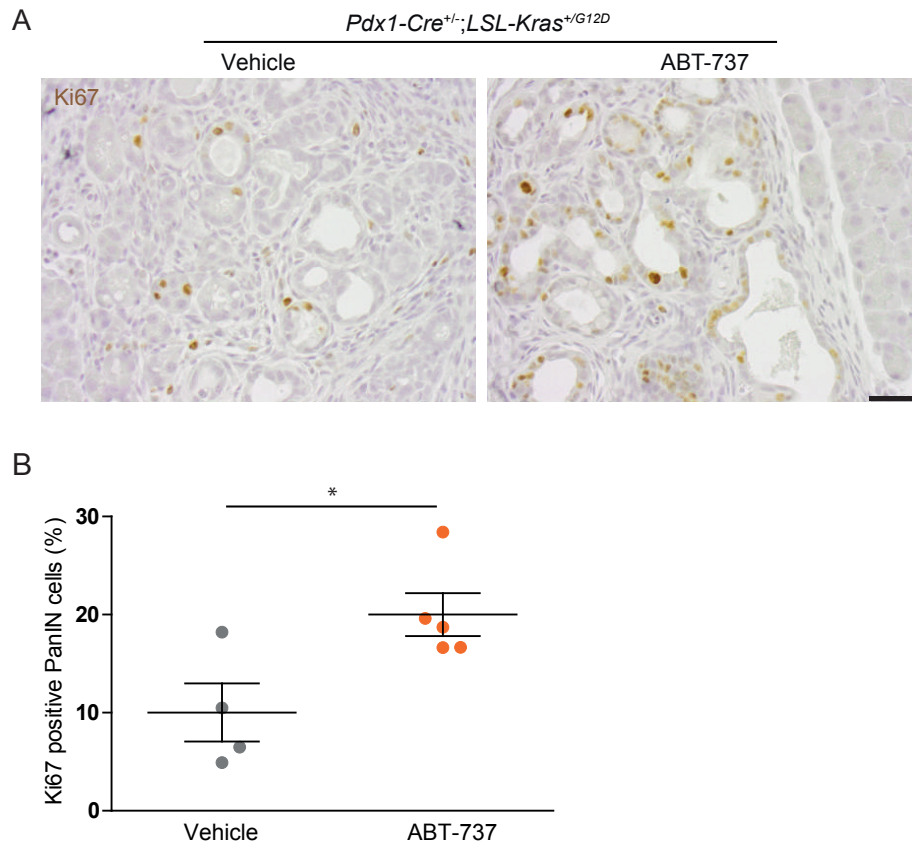 A
Pdx1-Cre+/-;LSL-Kras+/G12D
Vehicle
ABT-737
Ki67
B
*
Ki67 positive PanIN cells (%)
30
20
10
0
Vehicle
ABT-737